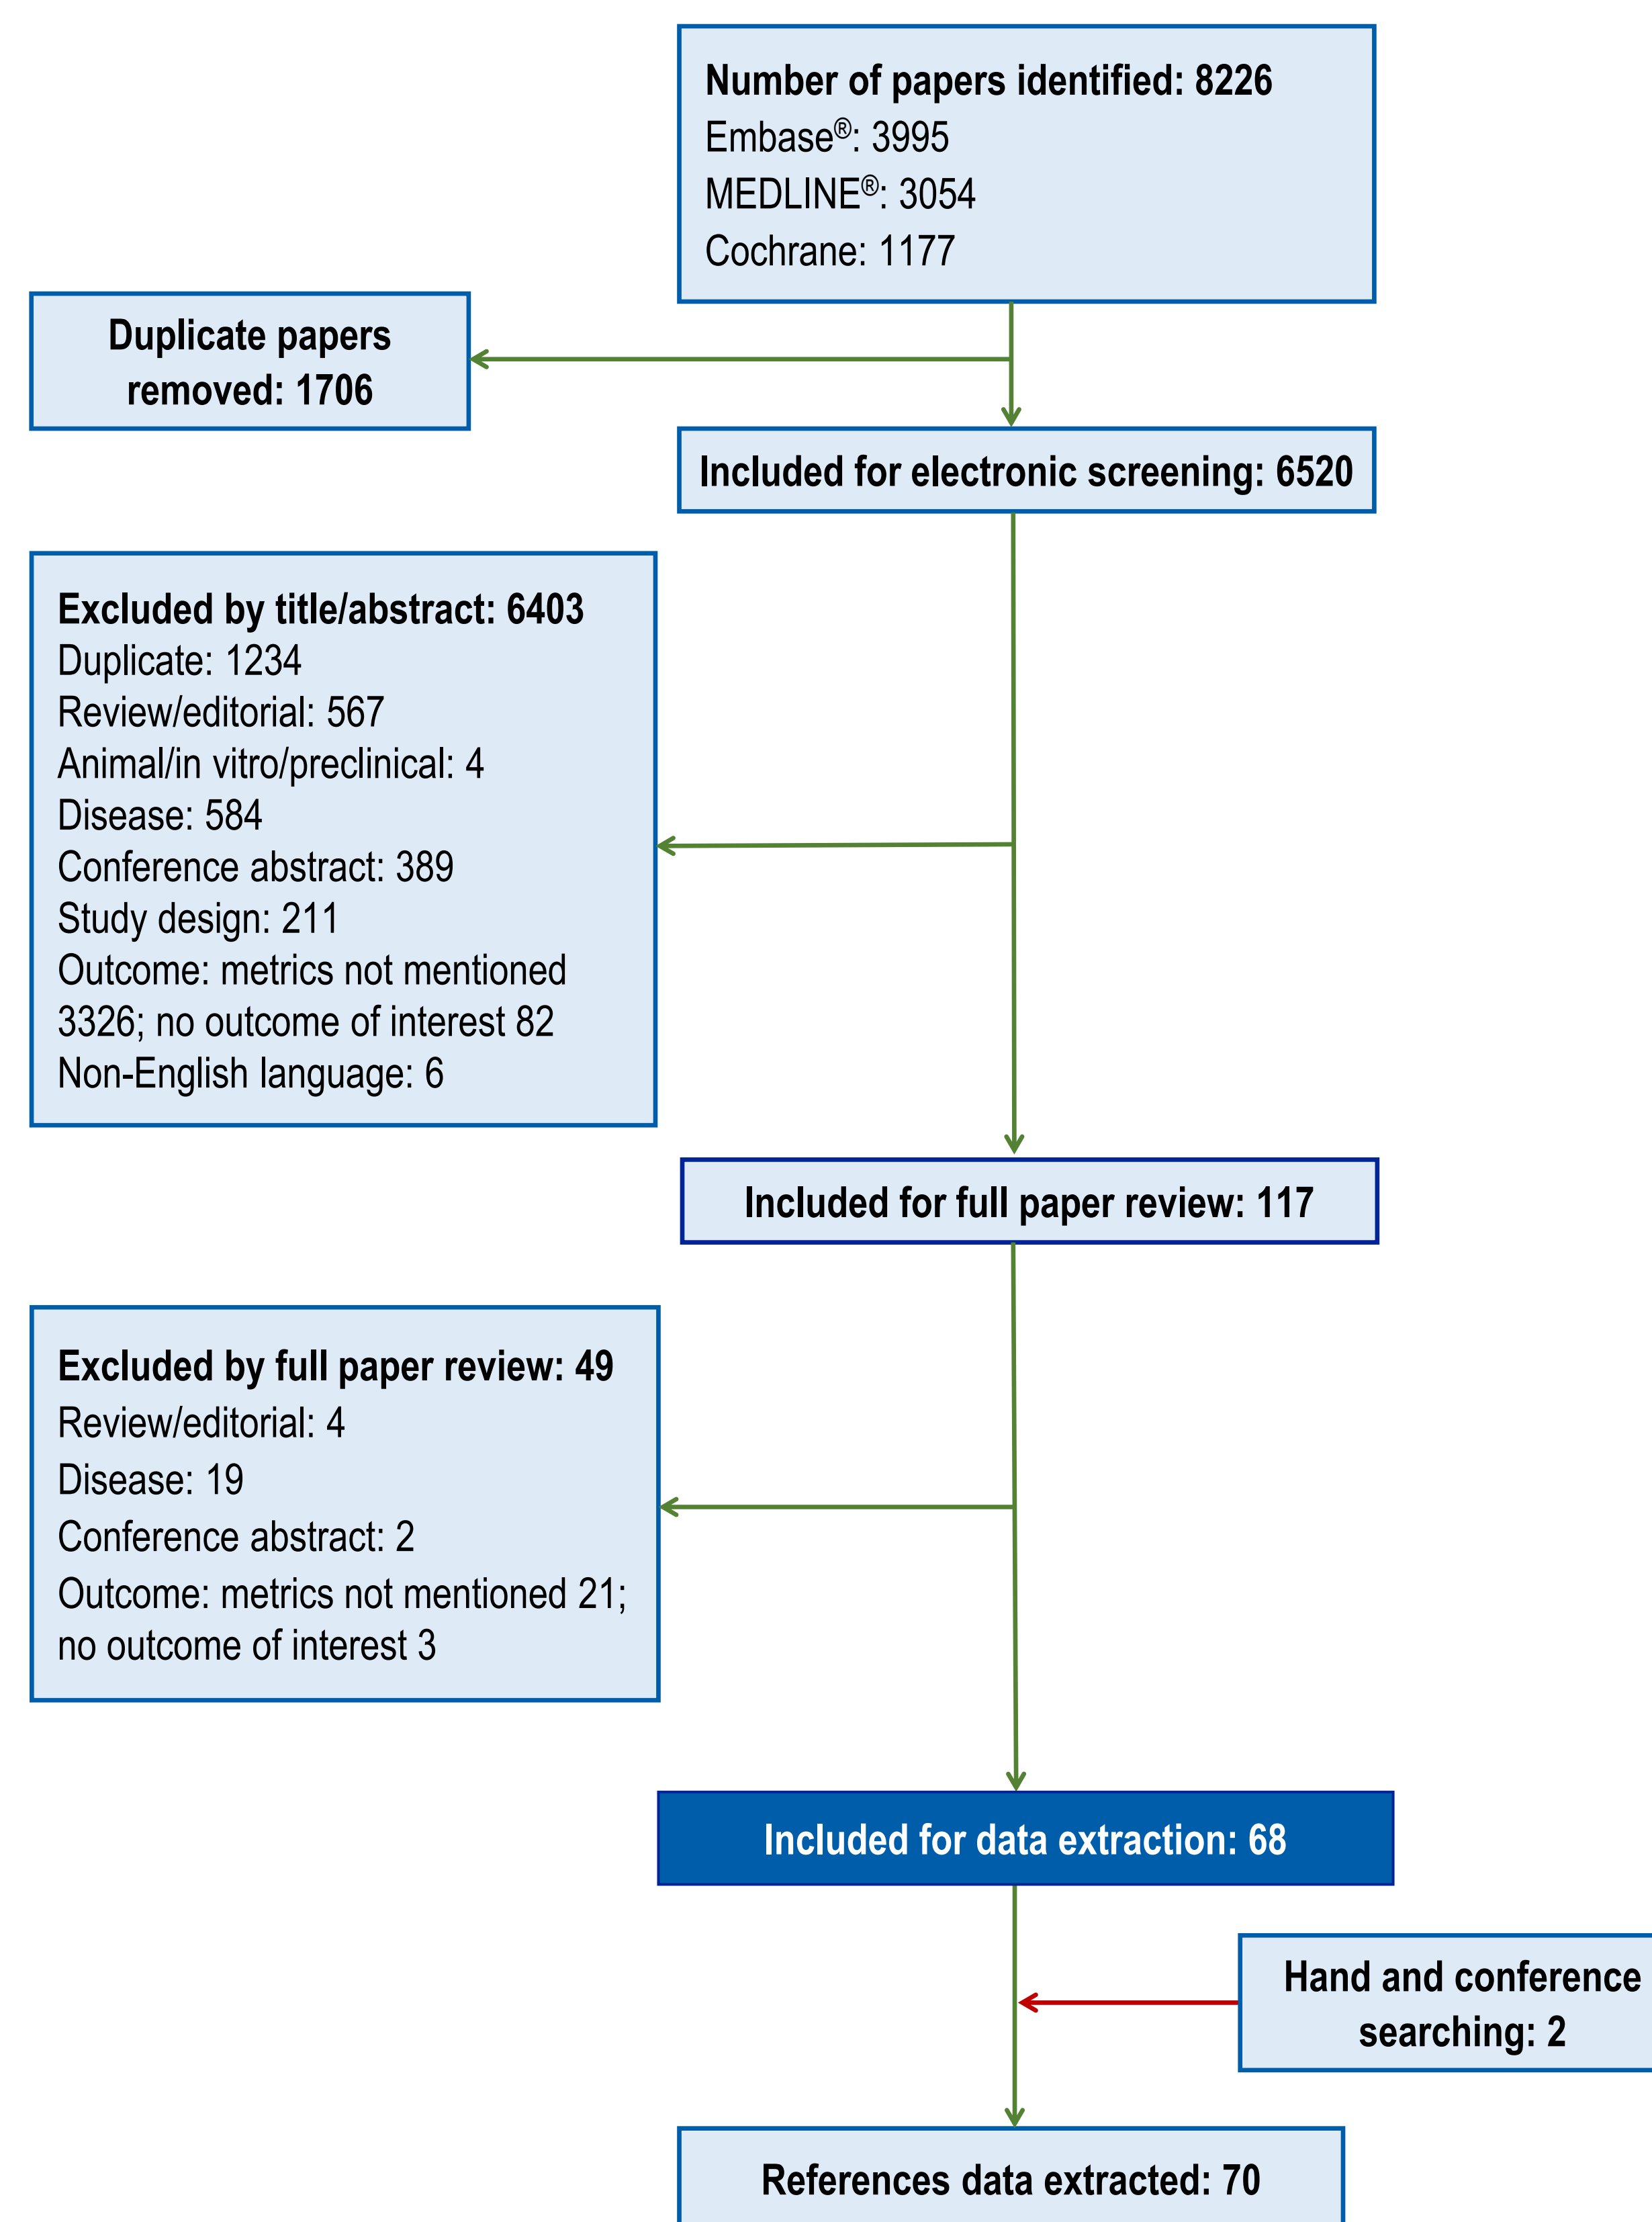 Number of papers identified: 8226
Embase®: 3995
MEDLINE®: 3054
Cochrane: 1177
Duplicate papers
removed: 1706
Included for electronic screening: 6520
Excluded by title/abstract: 6403
Duplicate: 1234
Review/editorial: 567
Animal/in vitro/preclinical: 4
Disease: 584
Conference abstract: 389
Study design: 211
Outcome: metrics not mentioned
3326; no outcome of interest 82
Non-English language: 6
Included for full paper review: 117
Excluded by full paper review: 49
Review/editorial: 4
Disease: 19
Conference abstract: 2
Outcome: metrics not mentioned 21;
no outcome of interest 3
Included for data extraction: 68
Hand and conference
searching: 2
References data extracted: 70